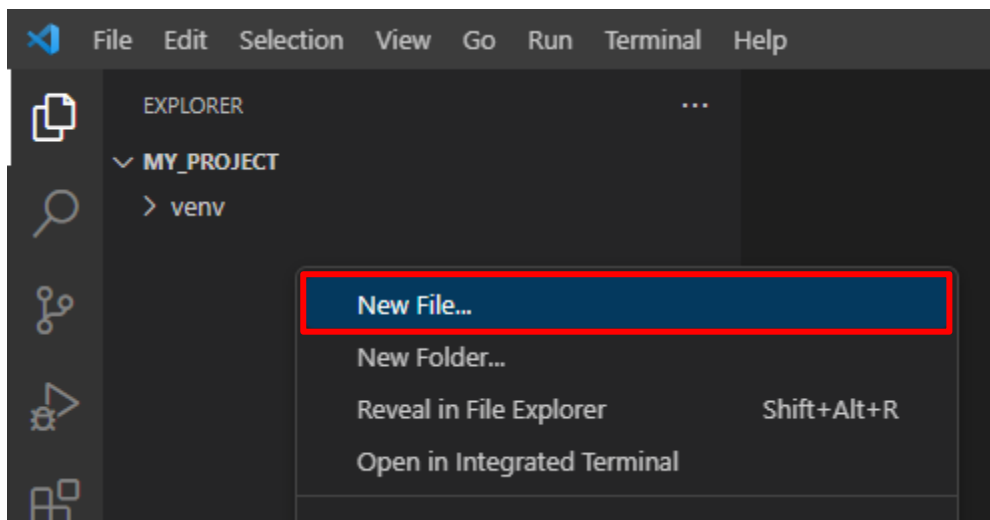 File Edit Selection View Go Run Terminal Help
EXPLORER ...
MY_PROJECT
venv
New File...
New Folder...
Reveal in File Explorer Shift+Alt+R
Open in Integrated Terminal